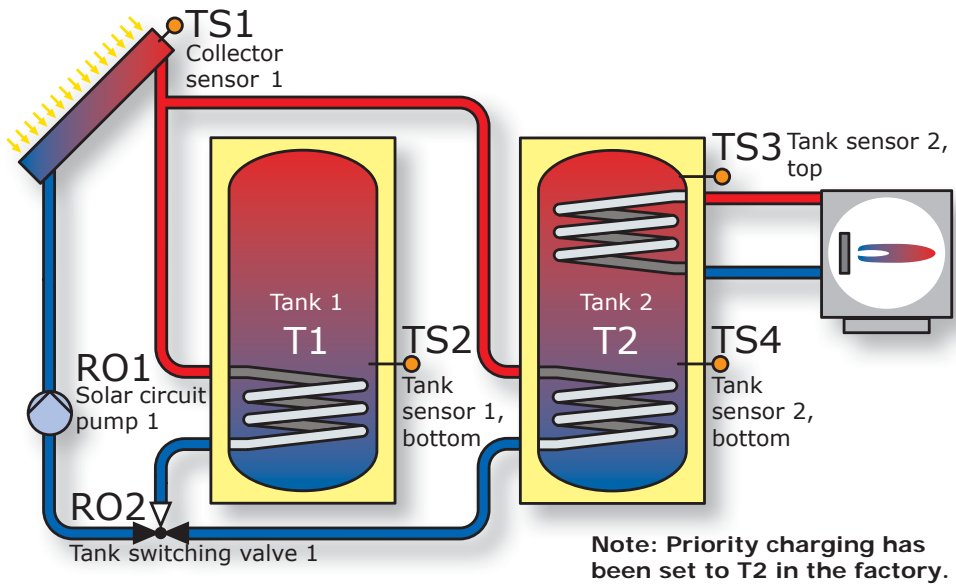 TS1
Collector
sensor 1
TS3
Tank sensor 2,
top
Tank 1
T1
Tank 2
T2
TS2
Tank
sensor 1,
bottom
TS4
Tank
sensor 2,
bottom
RO1
Solar circuit
pump 1
RO2
Tank switching valve 1
Note: Priority charging has
been set to T2 in the factory.